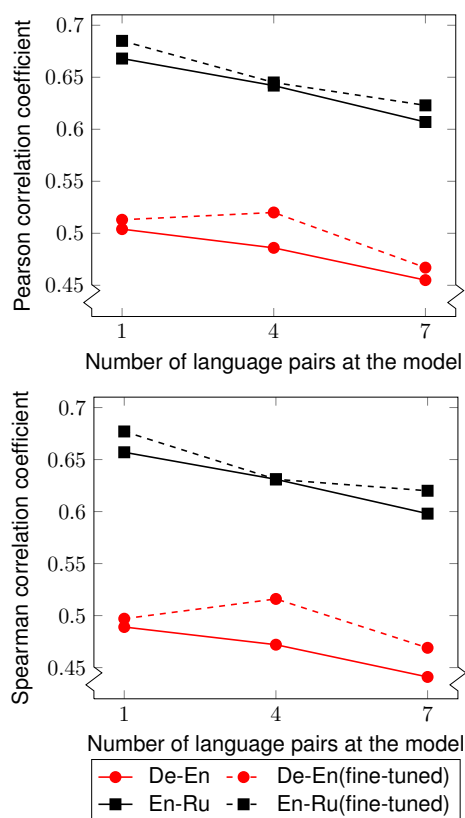 Pearson correlation coefficient
0.7
0.65
0.6
0.55
0.5
0.45
1 4 7
Number of language pairs at the model
Spearman correlation coefficient
0.7
0.65
0.6
0.55
0.5
0.45
1 4 7
Number of language pairs at the model
De-En De-En(fine-tuned)
En-Ru En-Ru(fine-tuned)